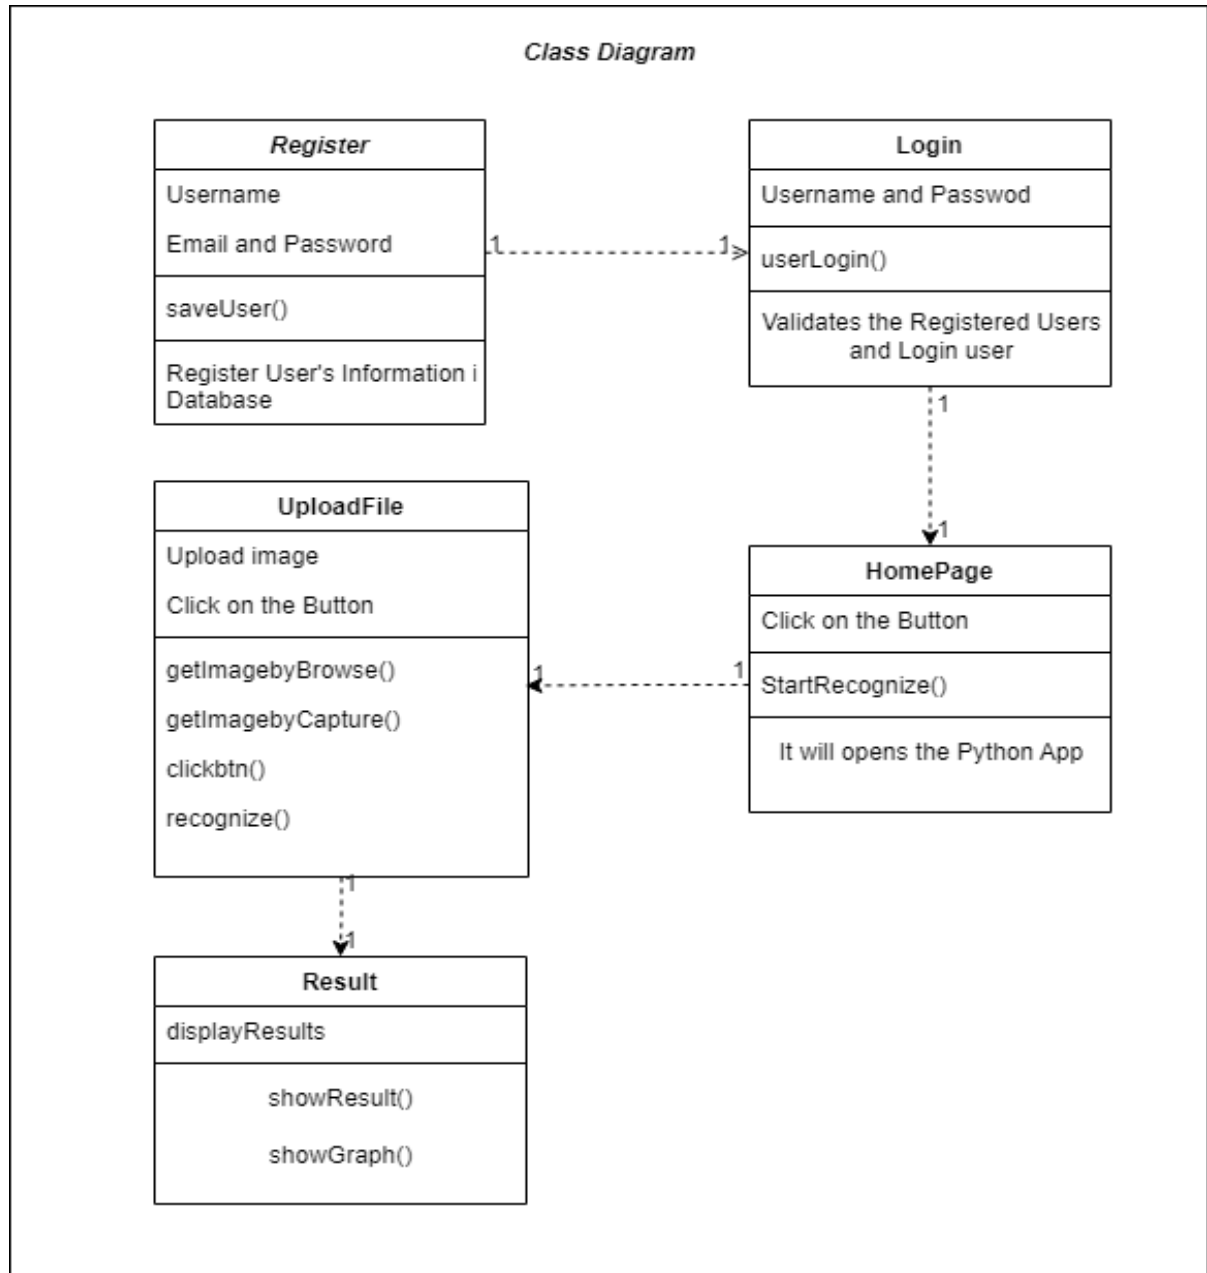 Class Diagram
Register
Username
Email and Password
saveUser()
Register User's Information i
Database
1
1
Login
Username and Passwod
userLogin()
Validates the Registered Users
and Login user
1
1
HomePage
Click on the Button
StartRecognize()
It will opens the Python App
1
1
UploadFile
Upload image
Click on the Button
getImagebyBrowse()
getImagebyCapture()
clickbtn()
recognize()
1
1
Result
displayResults
showResult()
showGraph()